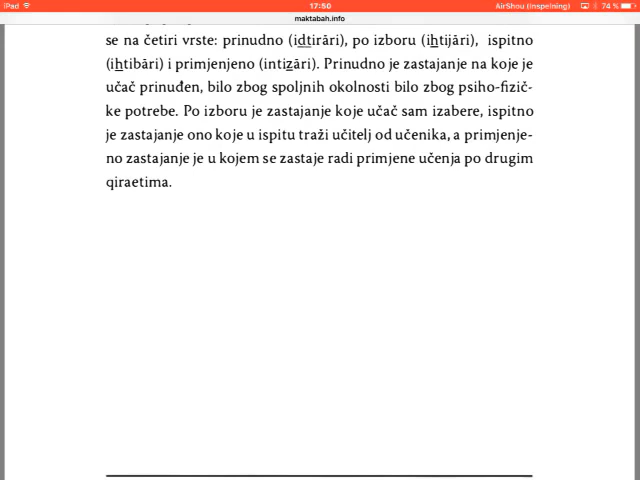 iPad 17:50 AirShou (Inspelning) 74 %
maktabah.info
se na četiri vrste: prinudno (idtirāri), po izboru (ihtijāri), ispitno
(ihtibāri) i primjenjeno (intizāri). Prinudno je zastajanje na koje je
učač prinuđen, bilo zbog spoljnih okolnosti bilo zbog psiho-fizič-
ke potrebe. Po izboru je zastajanje koje učač sam izabere, ispitno
je zastajanje ono koje u ispitu traži učitelj od učenika, a primjenje-
no zastajanje je u kojem se zastaje radi primjene učenja po drugim
qiraetima.